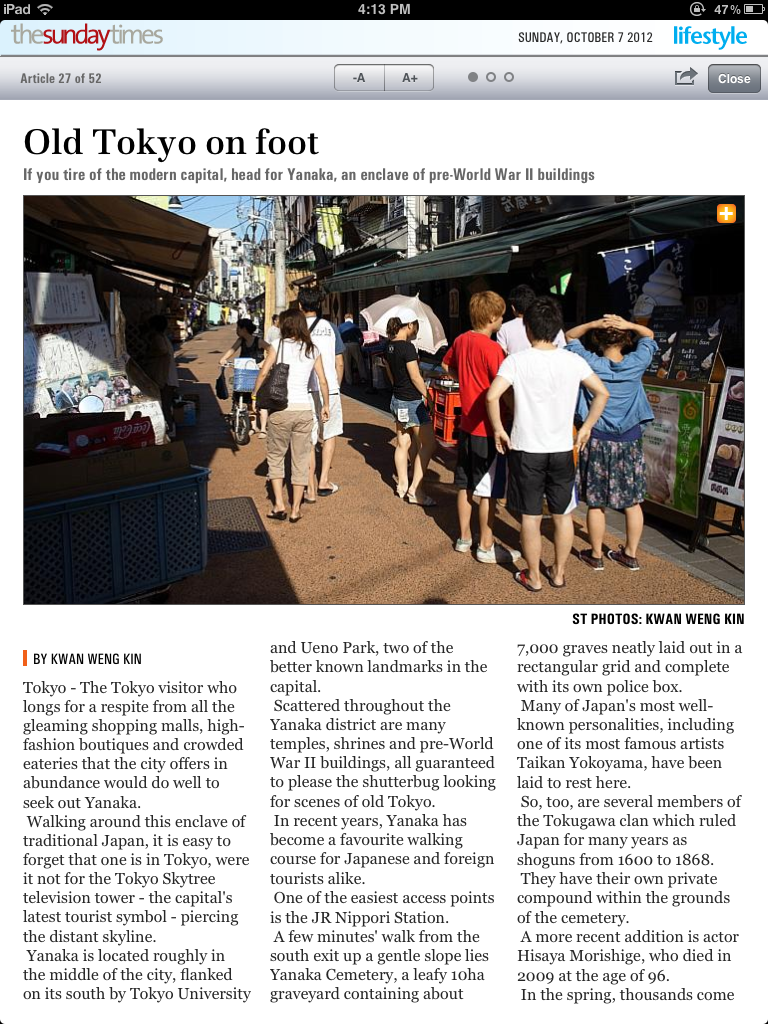 iPad
4:13 PM
47%
thesundaytimes
SUNDAY, OCTOBER 7 2012
lifestyle
Article 27 of 52
-A
A+
Close
Old Tokyo on foot
If you tire of the modern capital, head for Yanaka, an enclave of pre-World War II buildings
Coca-Cola
ST PHOTOS: KWAN WENG KIN
BY KWAN WENG KIN
Tokyo - The Tokyo visitor who
longs for a respite from all the
gleaming shopping malls, high-
fashion boutiques and crowded
eateries that the city offers in
abundance would do well to
seek out Yanaka.
Walking around this enclave of
traditional Japan, it is easy to
forget that one is in Tokyo, were
it not for the Tokyo Skytree
television tower - the capital's
latest tourist symbol - piercing
the distant skyline.
Yanaka is located roughly in
the middle of the city, flanked
on its south by Tokyo University
and Ueno Park, two of the
better known landmarks in the
capital.
Scattered throughout the
Yanaka district are many
temples, shrines and pre-World
War II buildings, all guaranteed
to please the shutterbug looking
for scenes of old Tokyo.
In recent years, Yanaka has
become a favourite walking
course for Japanese and foreign
tourists alike.
One of the easiest access points
is the JR Nippori Station.
A few minutes' walk from the
south exit up a gentle slope lies
Yanaka Cemetery, a leafy 10ha
graveyard containing about
7,000 graves neatly laid out in a
rectangular grid and complete
with its own police box.
Many of Japan's most well-
known personalities, including
one of its most famous artists
Taikan Yokoyama, have been
laid to rest here.
So, too, are several members of
the Tokugawa clan which ruled
Japan for many years as
shoguns from 1600 to 1868.
They have their own private
compound within the grounds
of the cemetery.
A more recent addition is actor
Hisaya Morishige, who died in
2009 at the age of 96.
In the spring, thousands come